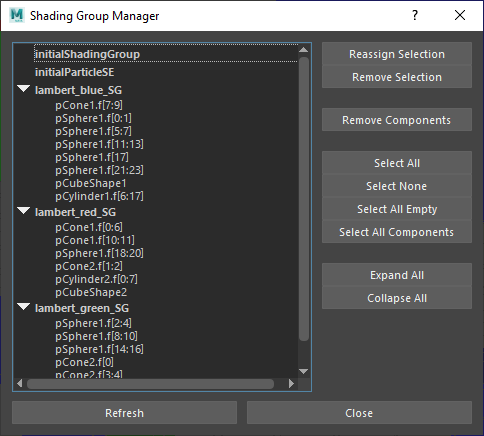 Shading Group Manager
initialShadingGroup
initialParticleSE
lambert_blue_SG
pCone1.f[7:9]
pSphere1.f[0:1]
pSphere1.f[5:7]
pSphere1.f[11:13]
pSphere1.f[17]
pSphere1.f[21:23]
pCubeShape1
pCylinder1.f[6:17]
lambert_red_SG
pCone1.f[0:6]
pCone1.f[10:11]
pSphere1.f[18:20]
pCone2.f[1:2]
pCylinder2.f[0:7]
pCubeShape2
lambert_green_SG
pSphere1.f[2:4]
pSphere1.f[8:10]
pSphere1.f[14:16]
pCone2.f[0]
pCone2.f[3:4]
Reassign Selection
Remove Selection
Remove Components
Select All
Select None
Select All Empty
Select All Components
Expand All
Collapse All
Refresh
Close